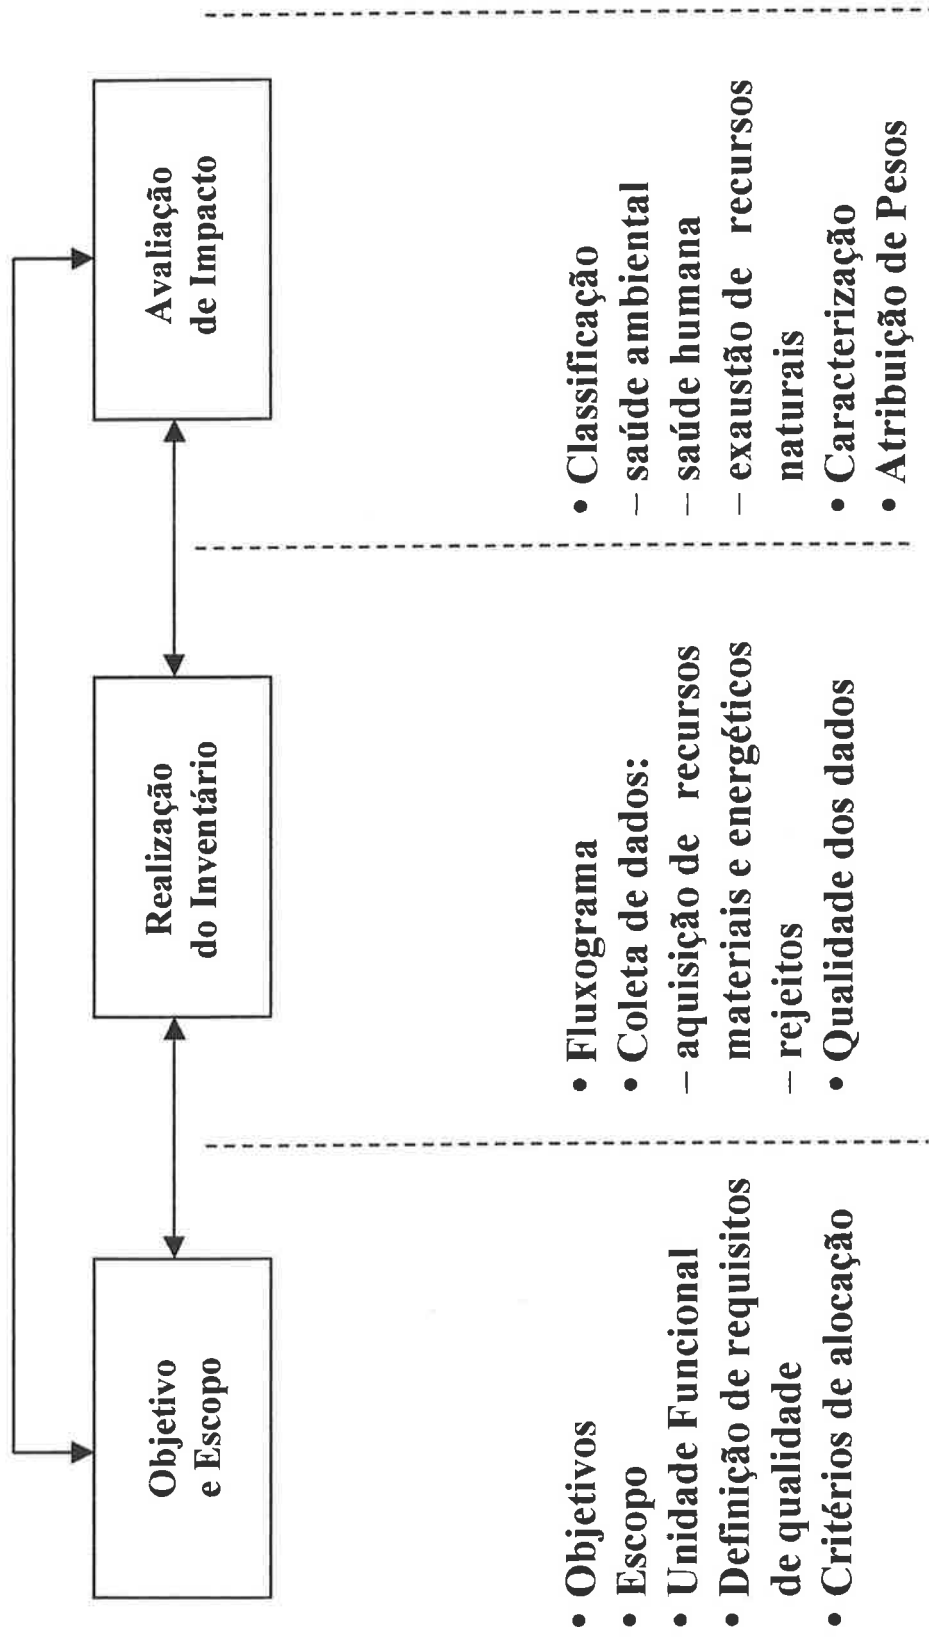 Objetivo
e Escopo
Realização
do Inventário
Avaliação
de Impacto
• Objetivos
• Escopo
• Unidade Funcional
• Definição de requisitos
de qualidade
• Critérios de alocação
• Fluxograma
• Coleta de dados:
– aquisição de recursos
materiais e energéticos
– rejeitos
• Qualidade dos dados
• Classificação
– saúde ambiental
– saúde humana
– exaustão de recursos
naturais
• Caracterização
• Atribuição de Pesos